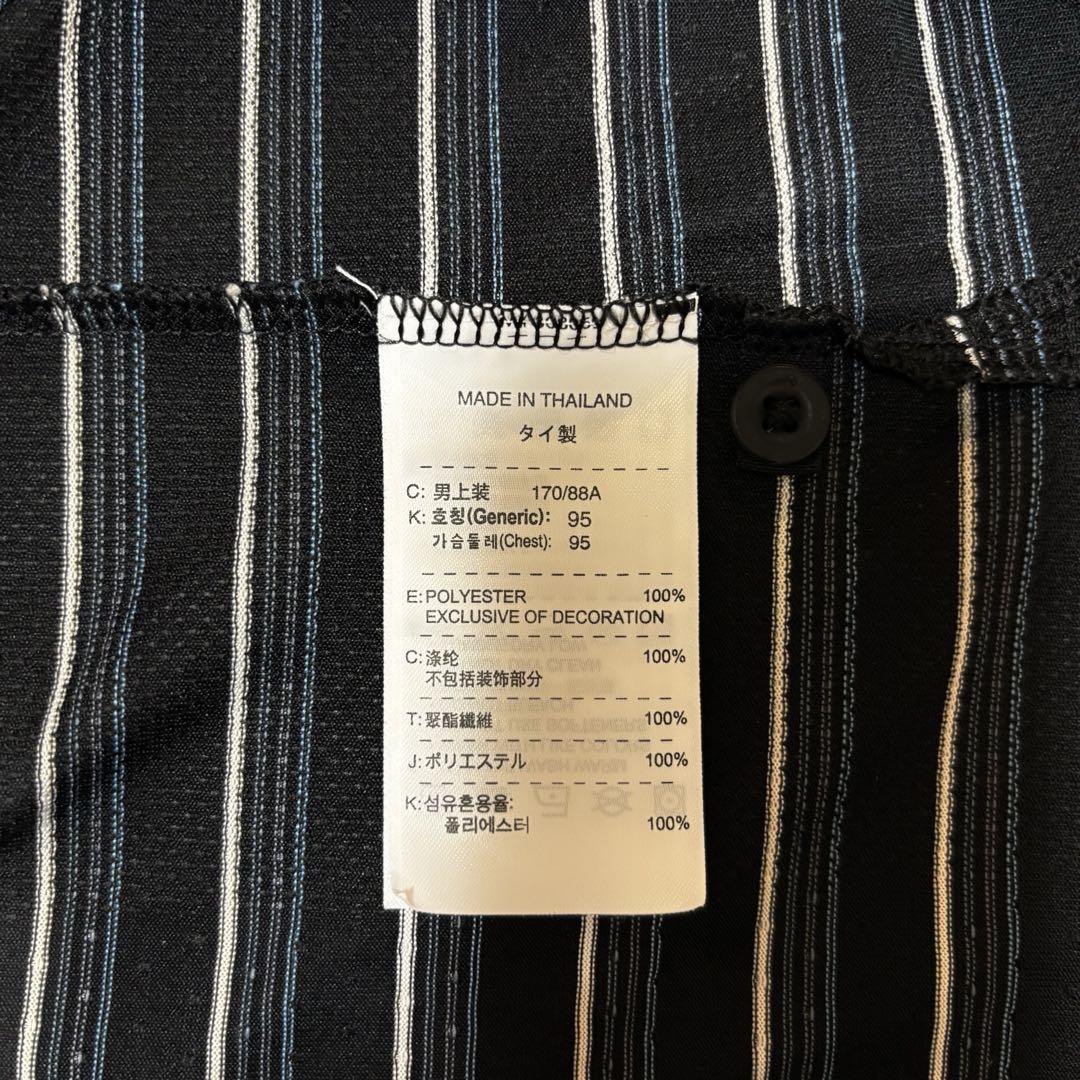 MADE IN THAILAND
タイ製
C: 男上装 170/88A
K: 호칭(Generic): 95
가슴둘레(Chest): 95
E: POLYESTER 100%
EXCLUSIVE OF DECORATION
C: 涤纶 100%
不包括装饰部分
T: 聚酯纖維 100%
J: ポリエステル 100%
K: 섬유혼용율:
폴리에스터 100%